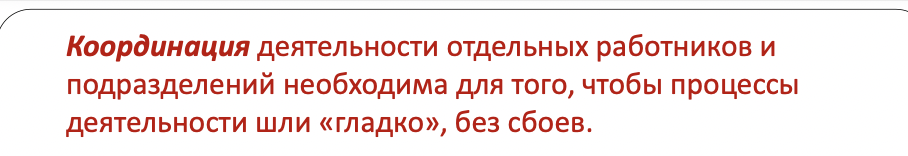 Координация деятельности отдельных работников и
подразделений необходима для того, чтобы процессы
деятельности шли «гладко», без сбоев.